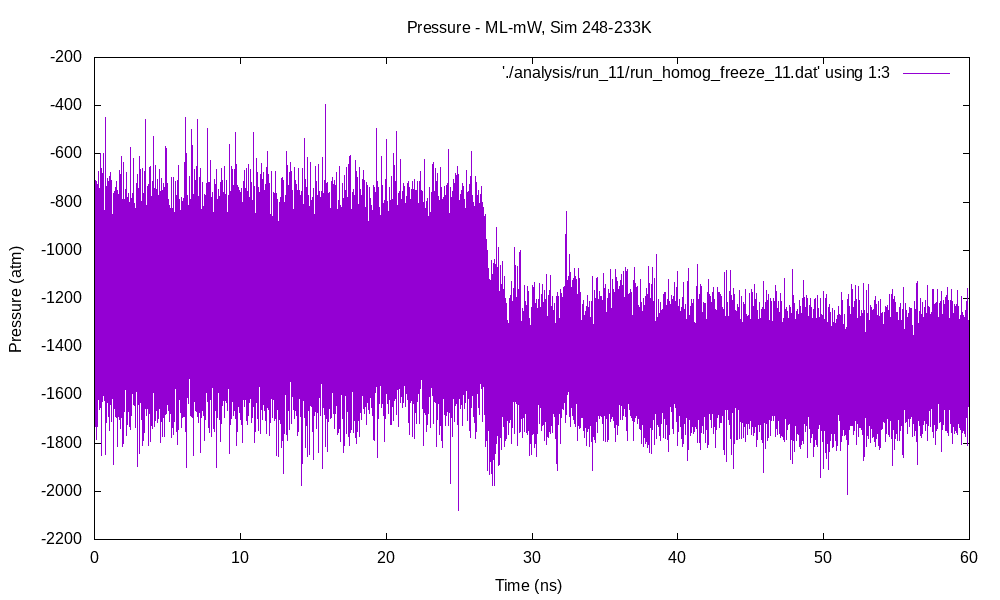 Pressure - ML-mW, Sim 248-233K
'./analysis/run_11/run_homog_freeze_11.dat' using 1:3
-200
-400
-600
-800
-1000
-1200
-1400
-1600
-1800
-2000
-2200
Pressure (atm)
0 10 20 30 40 50 60
Time (ns)